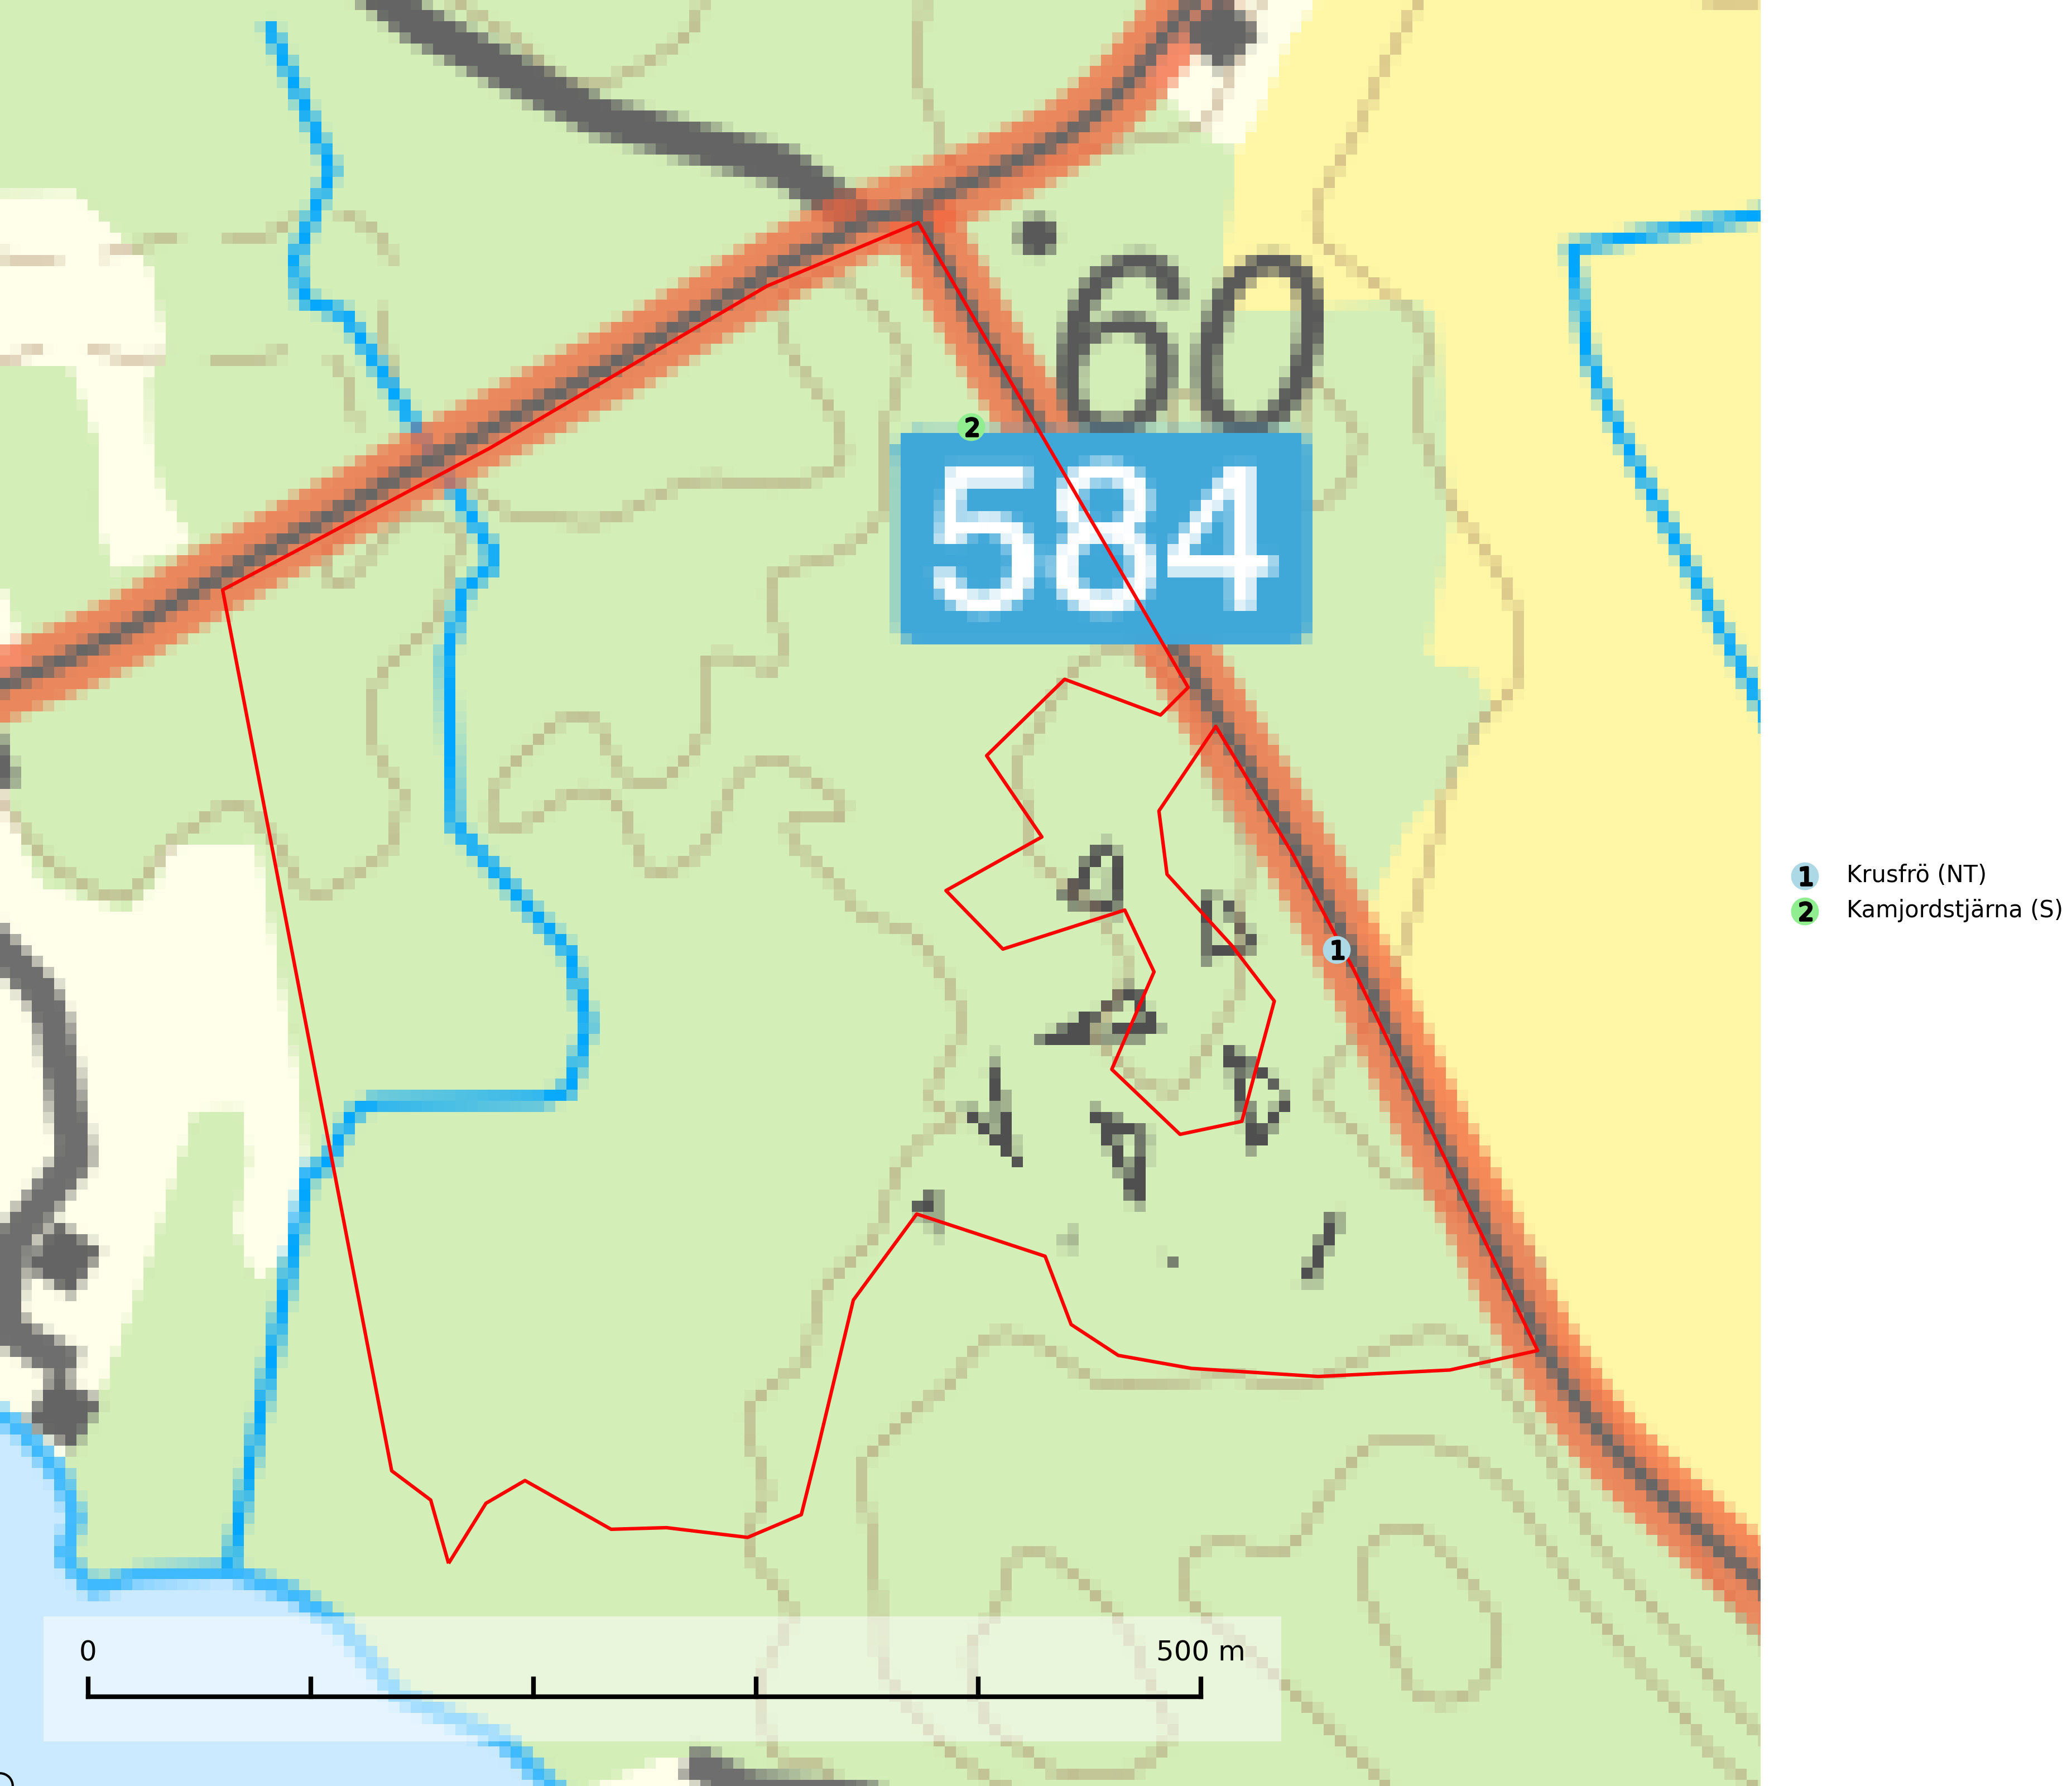 60
2
584
1
1 Krusfrö (NT)
2 Kamjordstjärna (S)
0 500 m